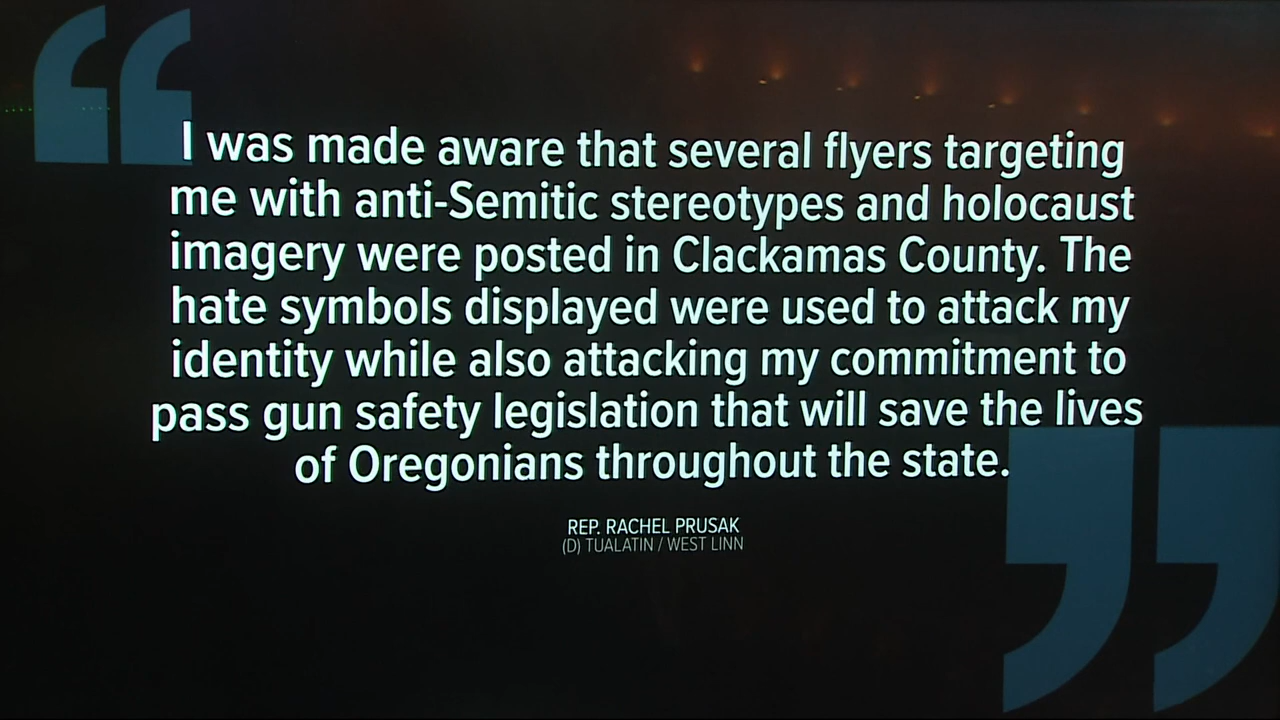 I was made aware that several flyers targeting
me with anti-Semitic stereotypes and holocaust
imagery were posted in Clackamas County. The
hate symbols displayed were used to attack my
identity while also attacking my commitment to
pass gun safety legislation that will save the lives
of Oregonians throughout the state.
REP. RACHEL PRUSAK
(D) TUALATIN / WEST LINN